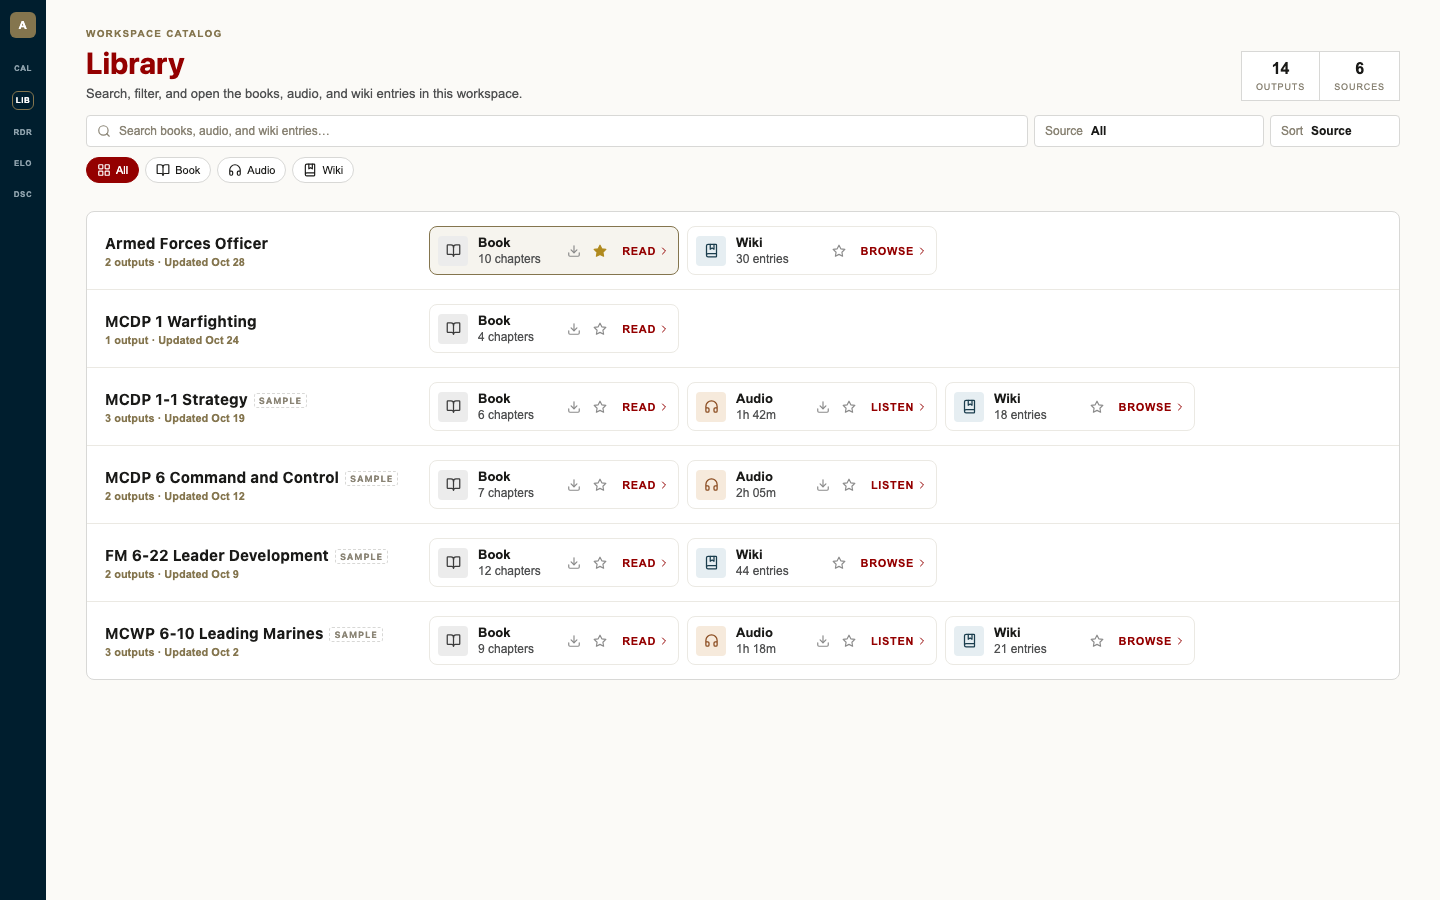 A
CAL
LIB
RDR
ELO
DSC
WORKSPACE CATALOG
Library
Search, filter, and open the books, audio, and wiki entries in this workspace.
14
OUTPUTS
6
SOURCES
Search books, audio, and wiki entries...
Source All
Sort Source
All
Book
Audio
Wiki
Armed Forces Officer
2 outputs · Updated Oct 28
Book
10 chapters
READ
Wiki
30 entries
BROWSE
MCDP 1 Warfighting
1 output · Updated Oct 24
Book
4 chapters
READ
MCDP 1-1 Strategy SAMPLE
3 outputs · Updated Oct 19
Book
6 chapters
READ
Audio
1h 42m
LISTEN
Wiki
18 entries
BROWSE
MCDP 6 Command and Control SAMPLE
2 outputs · Updated Oct 12
Book
7 chapters
READ
Audio
2h 05m
LISTEN
FM 6-22 Leader Development SAMPLE
2 outputs · Updated Oct 9
Book
12 chapters
READ
Wiki
44 entries
BROWSE
MCWP 6-10 Leading Marines SAMPLE
3 outputs · Updated Oct 2
Book
9 chapters
READ
Audio
1h 18m
LISTEN
Wiki
21 entries
BROWSE